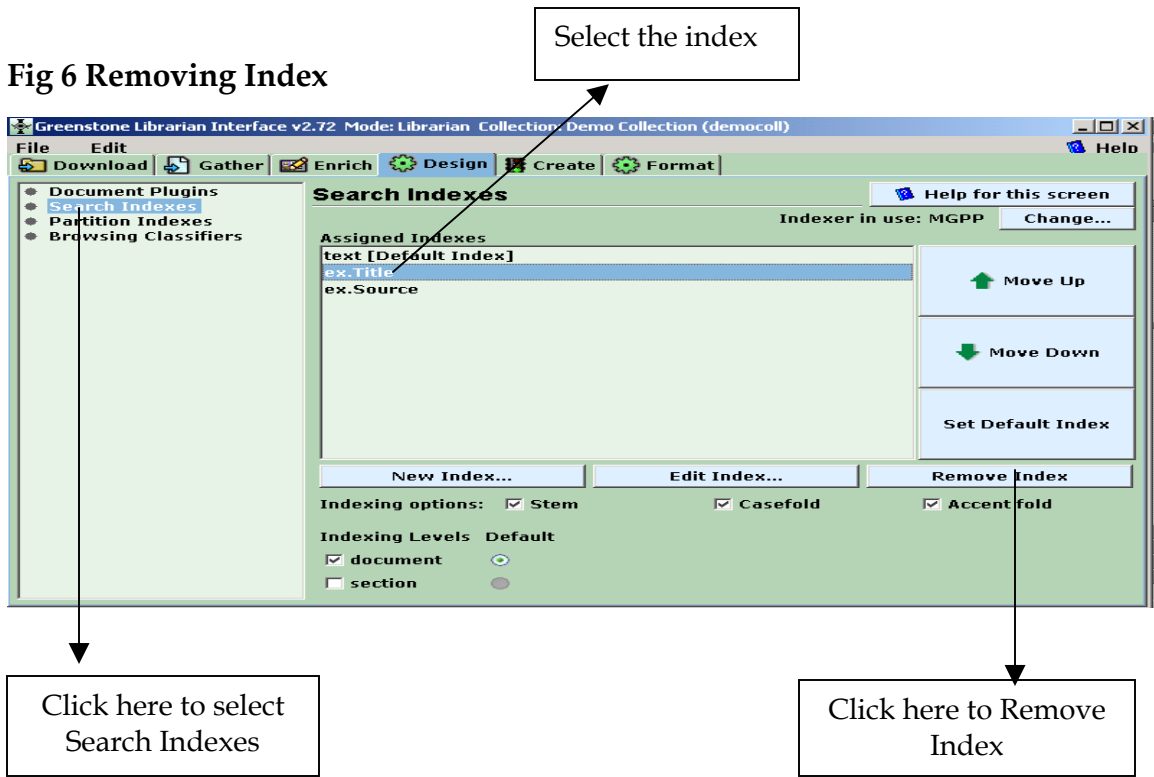 Select the index
Fig 6 Removing Index
Greenstone Librarian Interface v2.72 Mode: Librarian Collection: Demo Collection (democoll)
File Edit Help
Download Gather Enrich Design Create Format
Document Plugins
Search Indexes
Partition Indexes
Browsing Classifiers
Search Indexes Help for this screen
Indexer in use: MGPP Change...
Assigned Indexes
text [Default Index]
ex.Title
ex.Source
Move Up
Move Down
Set Default Index
New Index... Edit Index... Remove Index
Indexing options: Stem Casefold Accent fold
Indexing Levels Default
document
section
Click here to select
Search Indexes
Click here to Remove
Index